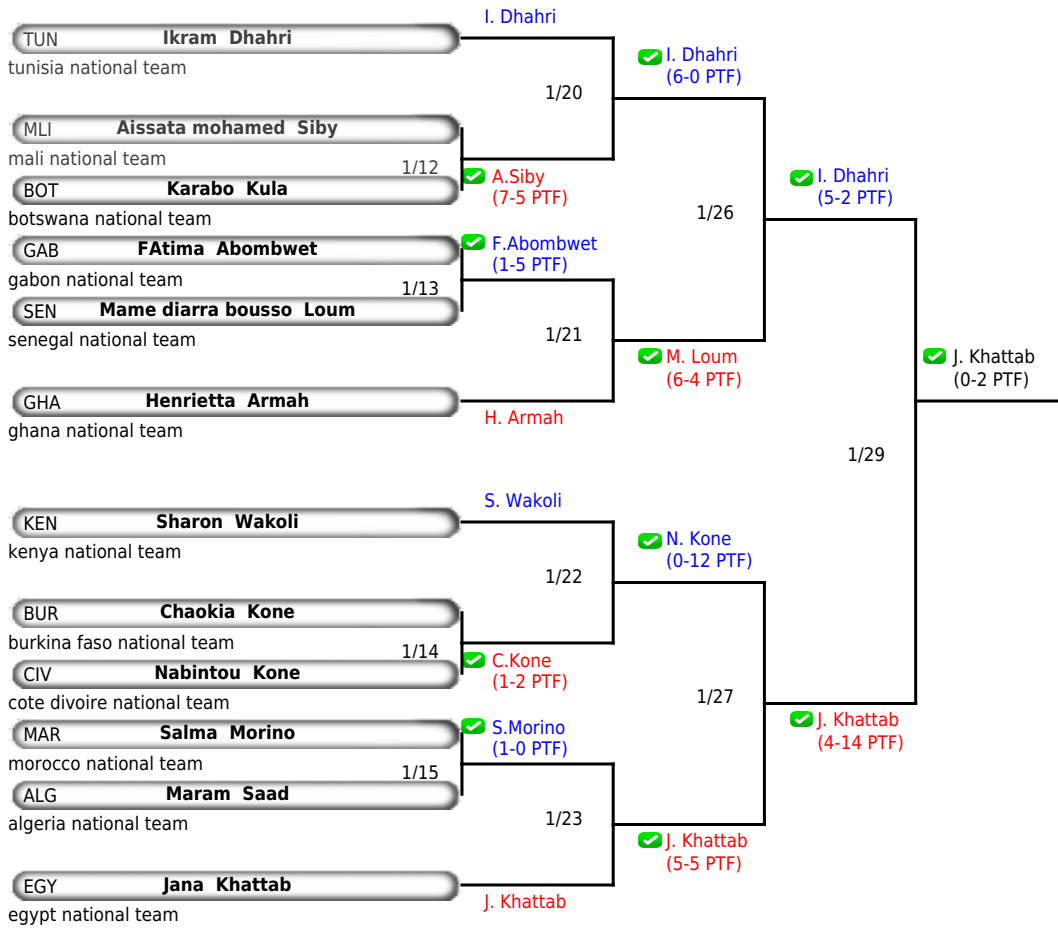 I. Dhahri
TUN Ikram Dhahri
tunisia national team
I. Dhahri
(6-0 PTF)
1/20
MLI Aissata mohamed Siby
mali national team
1/12
A.Siby
(7-5 PTF)
BOT Karabo Kula
botswana national team
I. Dhahri
(5-2 PTF)
1/26
GAB FAtima Abombwet
gabon national team
F.Abombwet
(1-5 PTF)
1/13
SEN Mame diarra bousso Loum
senegal national team
1/21
M. Loum
(6-4 PTF)
J. Khattab
(0-2 PTF)
GHA Henrietta Armah
ghana national team
H. Armah
1/29
S. Wakoli
KEN Sharon Wakoli
kenya national team
N. Kone
(0-12 PTF)
1/22
BUR Chaokia Kone
burkina faso national team
1/14
C.Kone
(1-2 PTF)
CIV Nabintou Kone
cote divoire national team
1/27
J. Khattab
(4-14 PTF)
MAR Salma Morino
morocco national team
S.Morino
(1-0 PTF)
1/15
ALG Maram Saad
algeria national team
1/23
J. Khattab
(5-5 PTF)
EGY Jana Khattab
egypt national team
J. Khattab